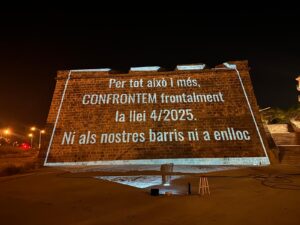 Per tot això i més,
CONFRONTEM frontalment
la llei 4/2025.
Ni als nostres barris ni a enlloc